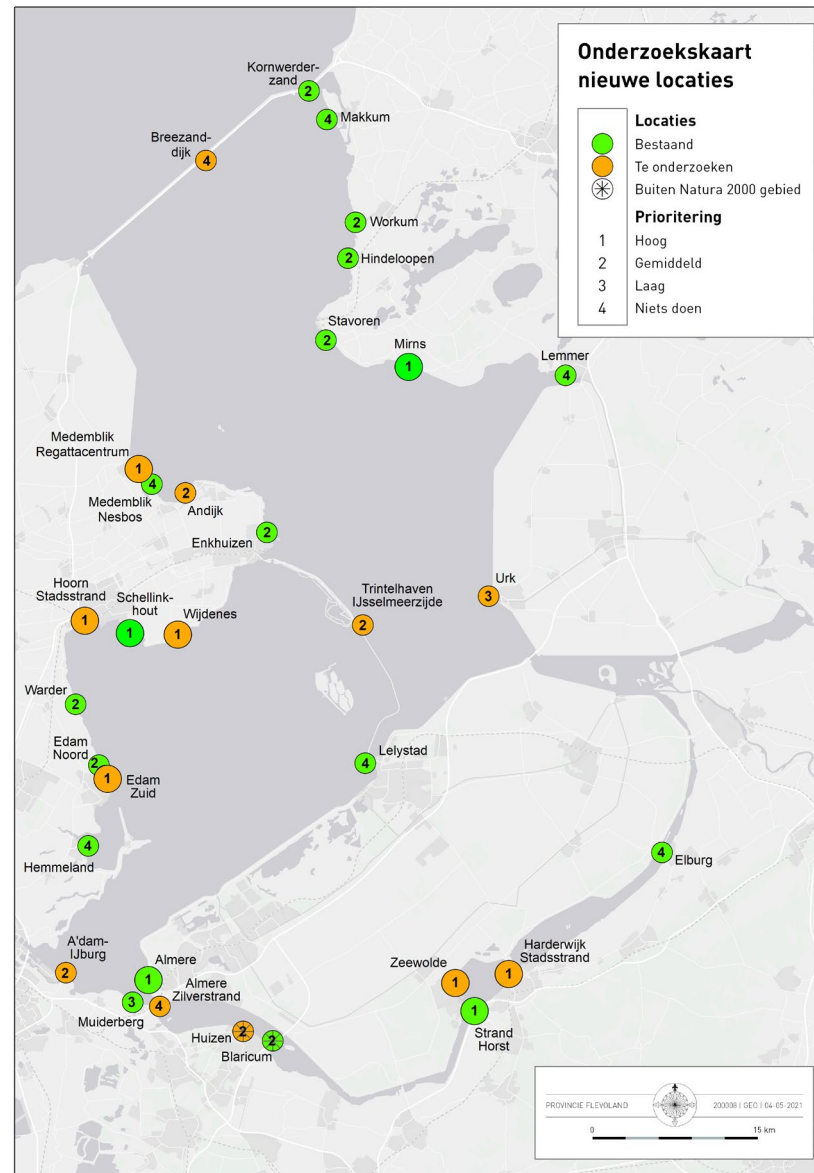 Onderzoekskaart
nieuwe locaties
Locaties
Bestaand
Te onderzoeken
Buiten Natura 2000 gebied
Prioritering
1 Hoog
2 Gemiddeld
3 Laag
4 Niets doen
Kornwerder-
zand
2
4 Makkum
Breezand-
dijk
4
2 Workum
2 Hindeloopen
Stavoren
2
Mirns
1
Lemmer
4
Medemblik
Regattacentrum
1
4
Medemblik
Nesbos
2
Andijk
2
Enkhuizen
Hoorn
Stadsstrand
1
Schellink-
hout
1
Wijdenes
1
Trintelhaven
IJsselmeerzijde
2
Urk
3
Warder
2
Edam
Noord
2
1
Edam
Zuid
Lelystad
4
4
Hemmeland
4
Elburg
A'dam-
IJburg
2
Almere
1
Almere
Zilverstrand
4
3
Muiderberg
Huizen
2
2
Blaricum
Zeewolde
1
Harderwijk
Stadsstrand
1
1
Strand
Horst
PROVINCIE FLEVOLAND
200008 | GEO | 04-05-2021
0 15 km